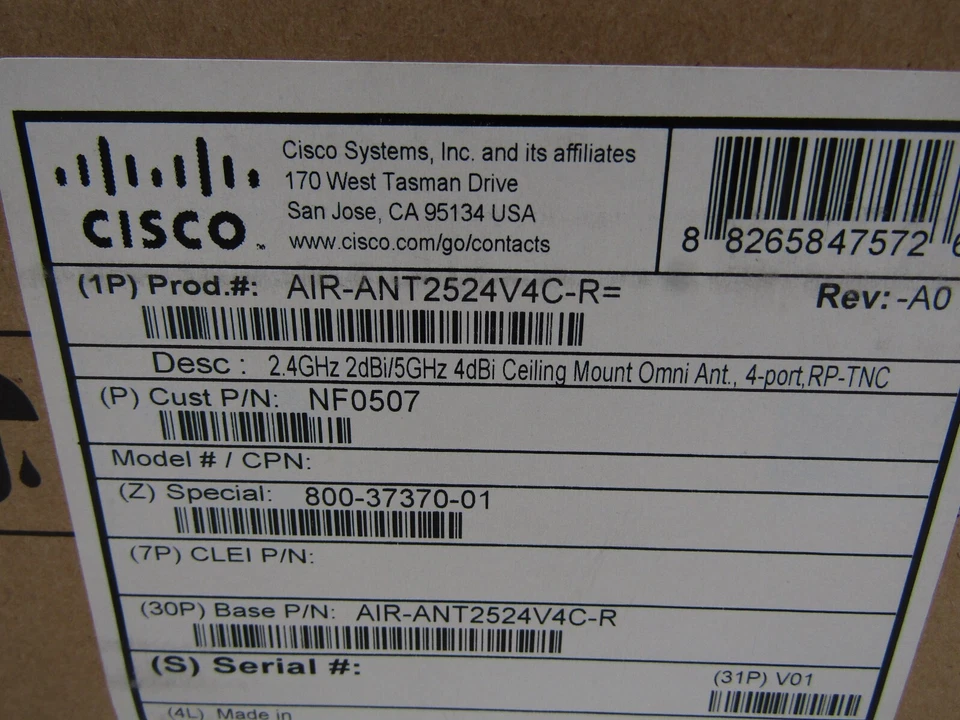 CISCO™
Cisco Systems, Inc. and its affiliates
170 West Tasman Drive
San Jose, CA 95134 USA
www.cisco.com/go/contacts
8 8265847572 6
(1P) Prod.#: AIR-ANT2524V4C-R= Rev: -A0
Desc : 2.4GHz 2dBi/5GHz 4dBi Ceiling Mount Omni Ant., 4-port,RP-TNC
(P) Cust P/N: NF0507
Model # / CPN:
(Z) Special: 800-37370-01
(7P) CLEI P/N:
(30P) Base P/N: AIR-ANT2524V4C-R
(S) Serial #:
(31P) V01
(4L) Made in